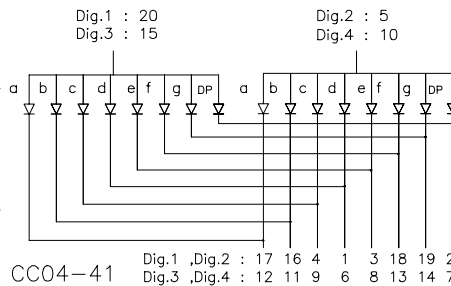 Dig.1 : 20
Dig.3 : 15
Dig.2 : 5
Dig.4 : 10
a b c d e f g DP
a b c d e f g DP
Dig.1 ,Dig.2 : 17 16 4 1 3 18 19 2
CC04-41
Dig.3 ,Dig.4 : 12 11 9 6 8 13 14 7